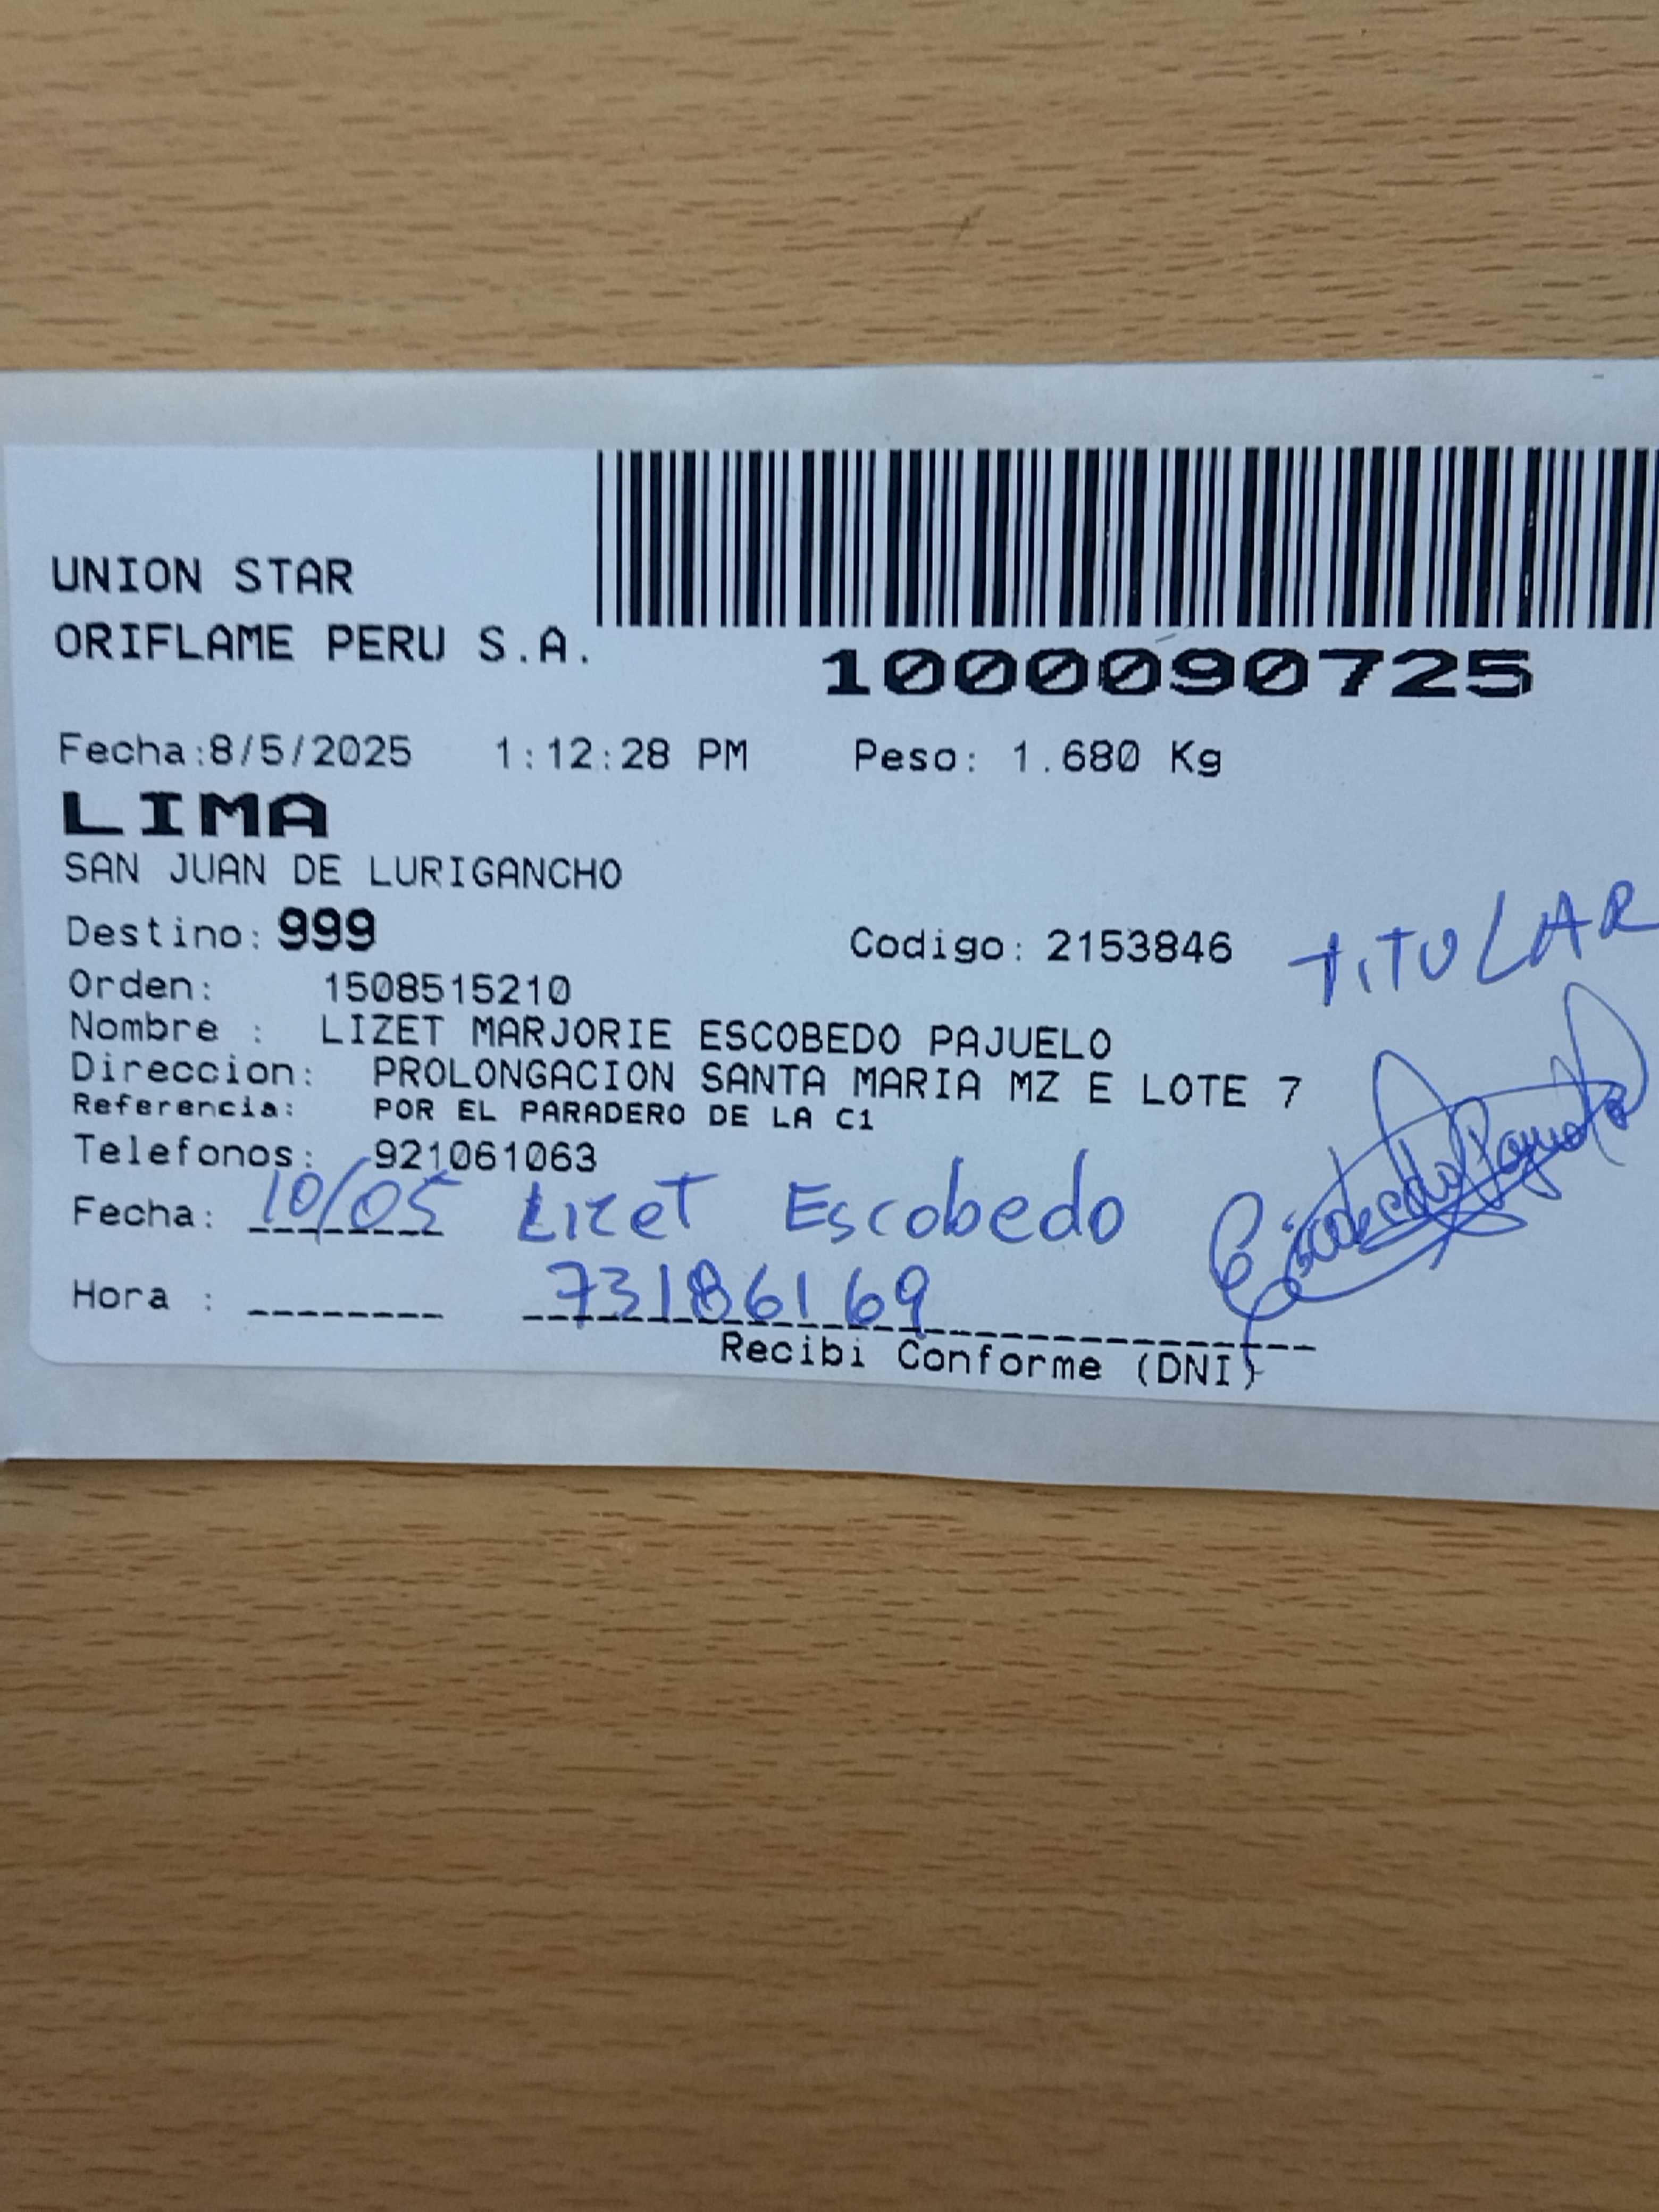 UNION STAR
ORIFLAME PERU S.A.
1000090725
Fecha:8/5/2025 1:12:28 PM Peso: 1.680 Kg
LIMA
SAN JUAN DE LURIGANCHO
Destino: 999 Codigo: 2153846 TITULAR
Orden: 1508515210
Nombre : LIZET MARJORIE ESCOBEDO PAJUELO
Direccion: PROLONGACION SANTA MARIA MZ E LOTE 7
Referencia: POR EL PARADERO DE LA C1
Telefonos: 921061063
Fecha: 10/05 Lizet Escobedo
Hora : 73186169
Recibi Conforme (DNI)